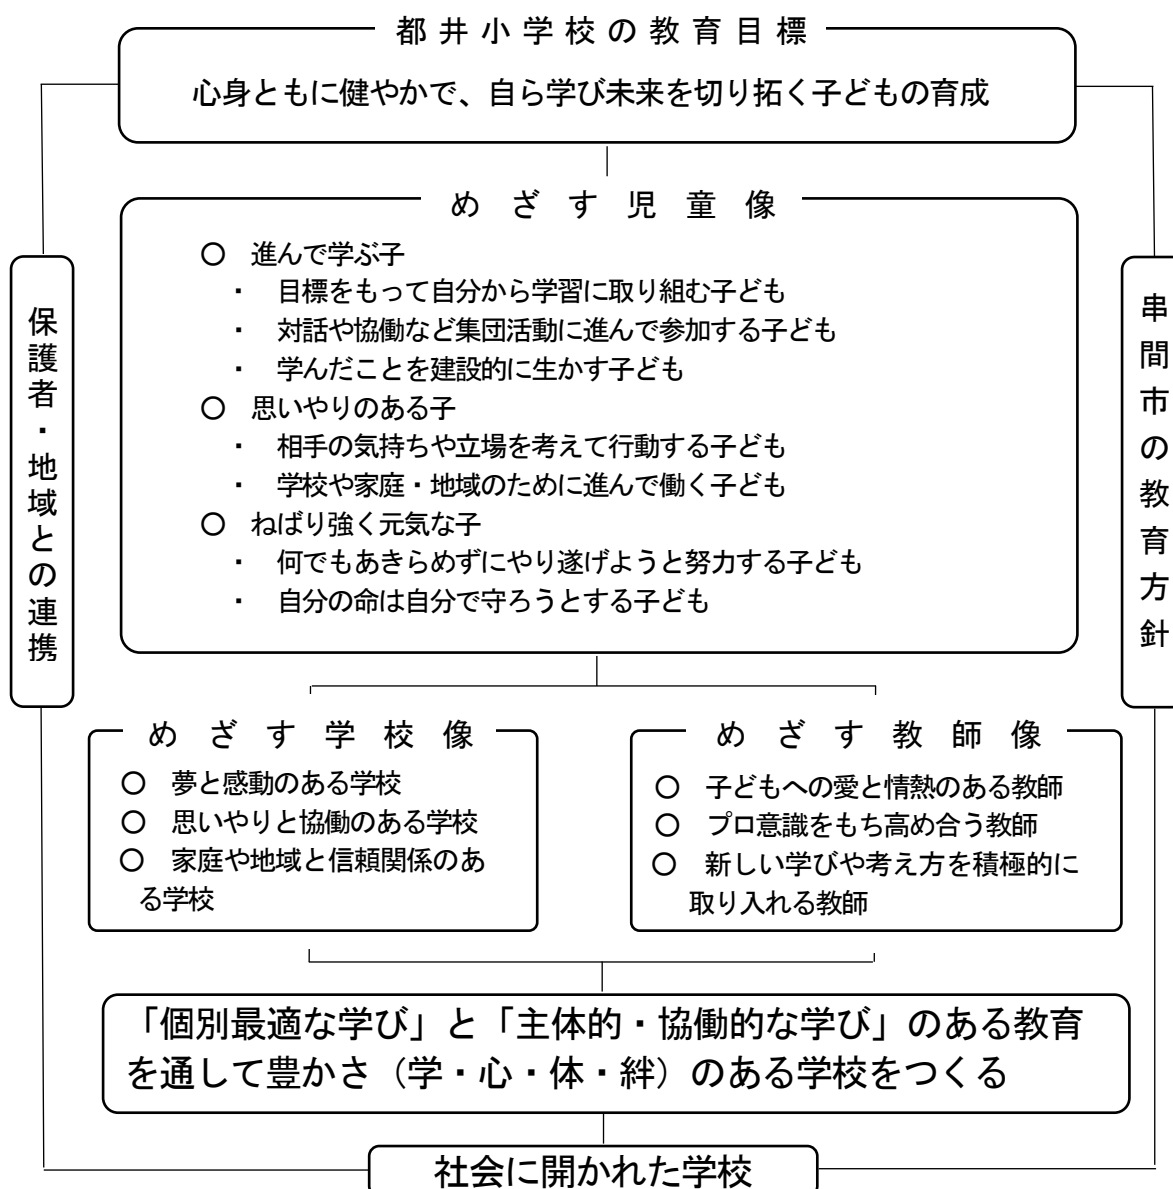 都井小学校の教育目標
心身ともに健やかで、自ら学び未来を切り拓く子どもの育成
めざす児童像
○　進んで学ぶ子
・　目標をもって自分から学習に取り組む子ども
・　対話や協働など集団活動に進んで参加する子ども
・　学んだことを建設的に生かす子ども
○　思いやりのある子
・　相手の気持ちや立場を考えて行動する子ども
・　学校や家庭・地域のために進んで働く子ども
○　ねばり強く元気な子
・　何でもあきらめずにやり遂げようと努力する子ども
・　自分の命は自分で守ろうとする子ども
保護者・地域との連携
串間市の教育方針
めざす学校像
○　夢と感動のある学校
○　思いやりと協働のある学校
○　家庭や地域と信頼関係のあ
る学校
めざす教師像
○　子どもへの愛と情熱のある教師
○　プロ意識をもち高め合う教師
○　新しい学びや考え方を積極的に
取り入れる教師
「個別最適な学び」と「主体的・協働的な学び」のある教育
を通して豊かさ（学・心・体・絆）のある学校をつくる
社会に開かれた学校